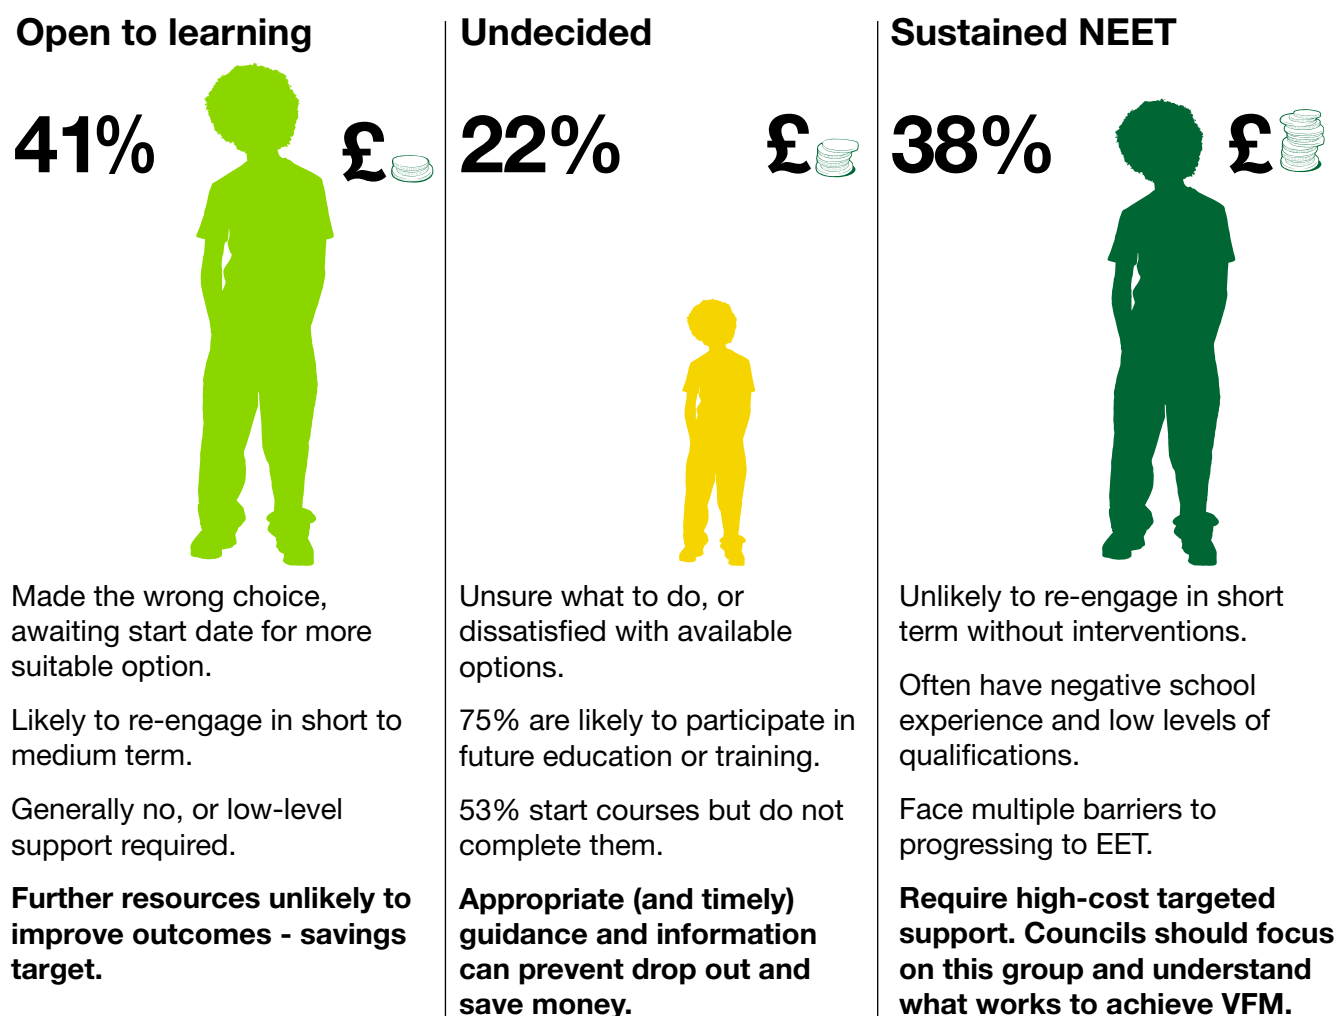 Open to learning
41%
£
Made the wrong choice,
awaiting start date for more
suitable option.
Likely to re-engage in short to
medium term.
Generally no, or low-level
support required.
Further resources unlikely to
improve outcomes - savings
target.
Undecided
22%
£
Unsure what to do, or
dissatisfied with available
options.
75% are likely to participate in
future education or training.
53% start courses but do not
complete them.
Appropriate (and timely)
guidance and information
can prevent drop out and
save money.
Sustained NEET
38%
£
Unlikely to re-engage in short
term without interventions.
Often have negative school
experience and low levels of
qualifications.
Face multiple barriers to
progressing to EET.
Require high-cost targeted
support. Councils should focus
on this group and understand
what works to achieve VFM.